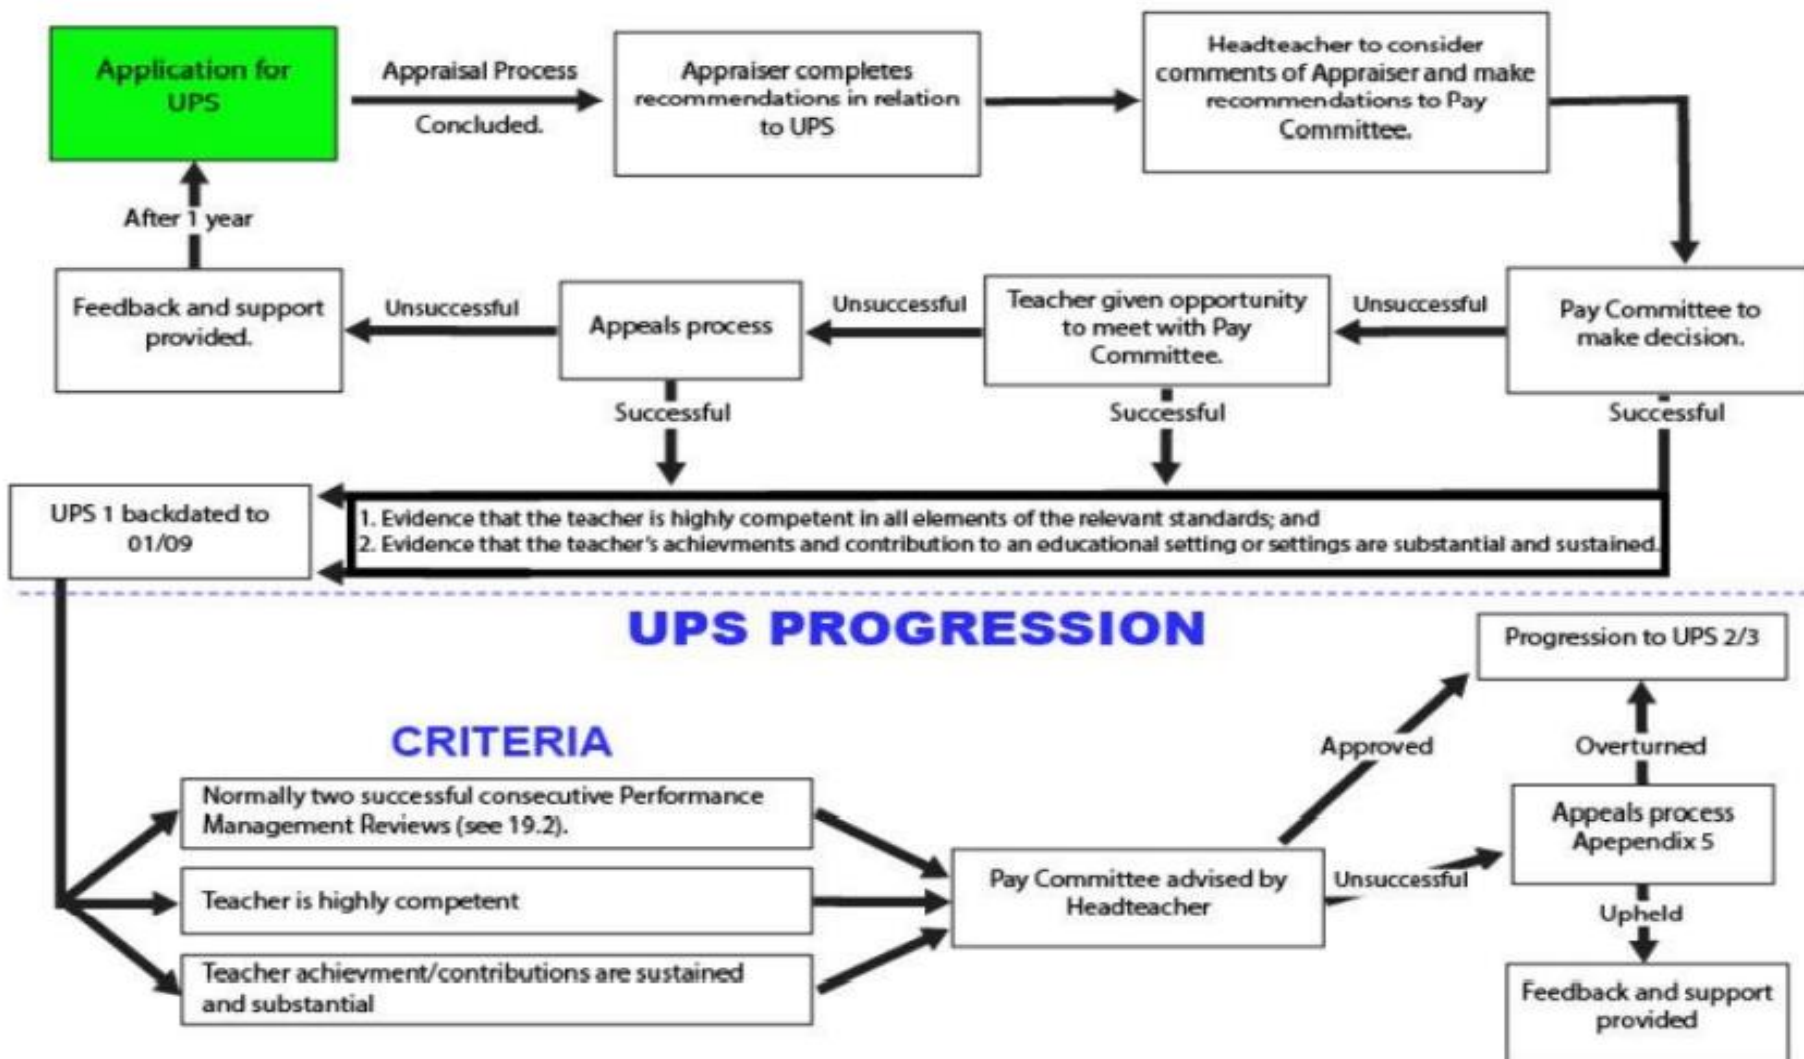 Application for
UPS
Appraisal Process
Concluded.
Appraiser completes
recommendations in relation
to UPS
Headteacher to consider
comments of Appraiser and make
recommendations to Pay
Committee.
After 1 year
Feedback and support
provided.
Unsuccessful
Appeals process
Unsuccessful
Teacher given opportunity
to meet with Pay
Committee.
Unsuccessful
Pay Committee to
make decision.
Successful
Successful
Successful
UPS 1 backdated to
01/09
1. Evidence that the teacher is highly competent in all elements of the relevant standards; and
2. Evidence that the teacher's achievments and contribution to an educational setting or settings are substantial and sustained.
UPS PROGRESSION
Progression to UPS 2/3
CRITERIA
Approved
Overturned
Normally two successful consecutive Performance
Management Reviews (see 19.2).
Teacher is highly competent
Teacher achievment/contributions are sustained
and substantial
Pay Committee advised by
Headteacher
Unsuccessful
Appeals process
Apependix 5
Upheld
Feedback and support
provided